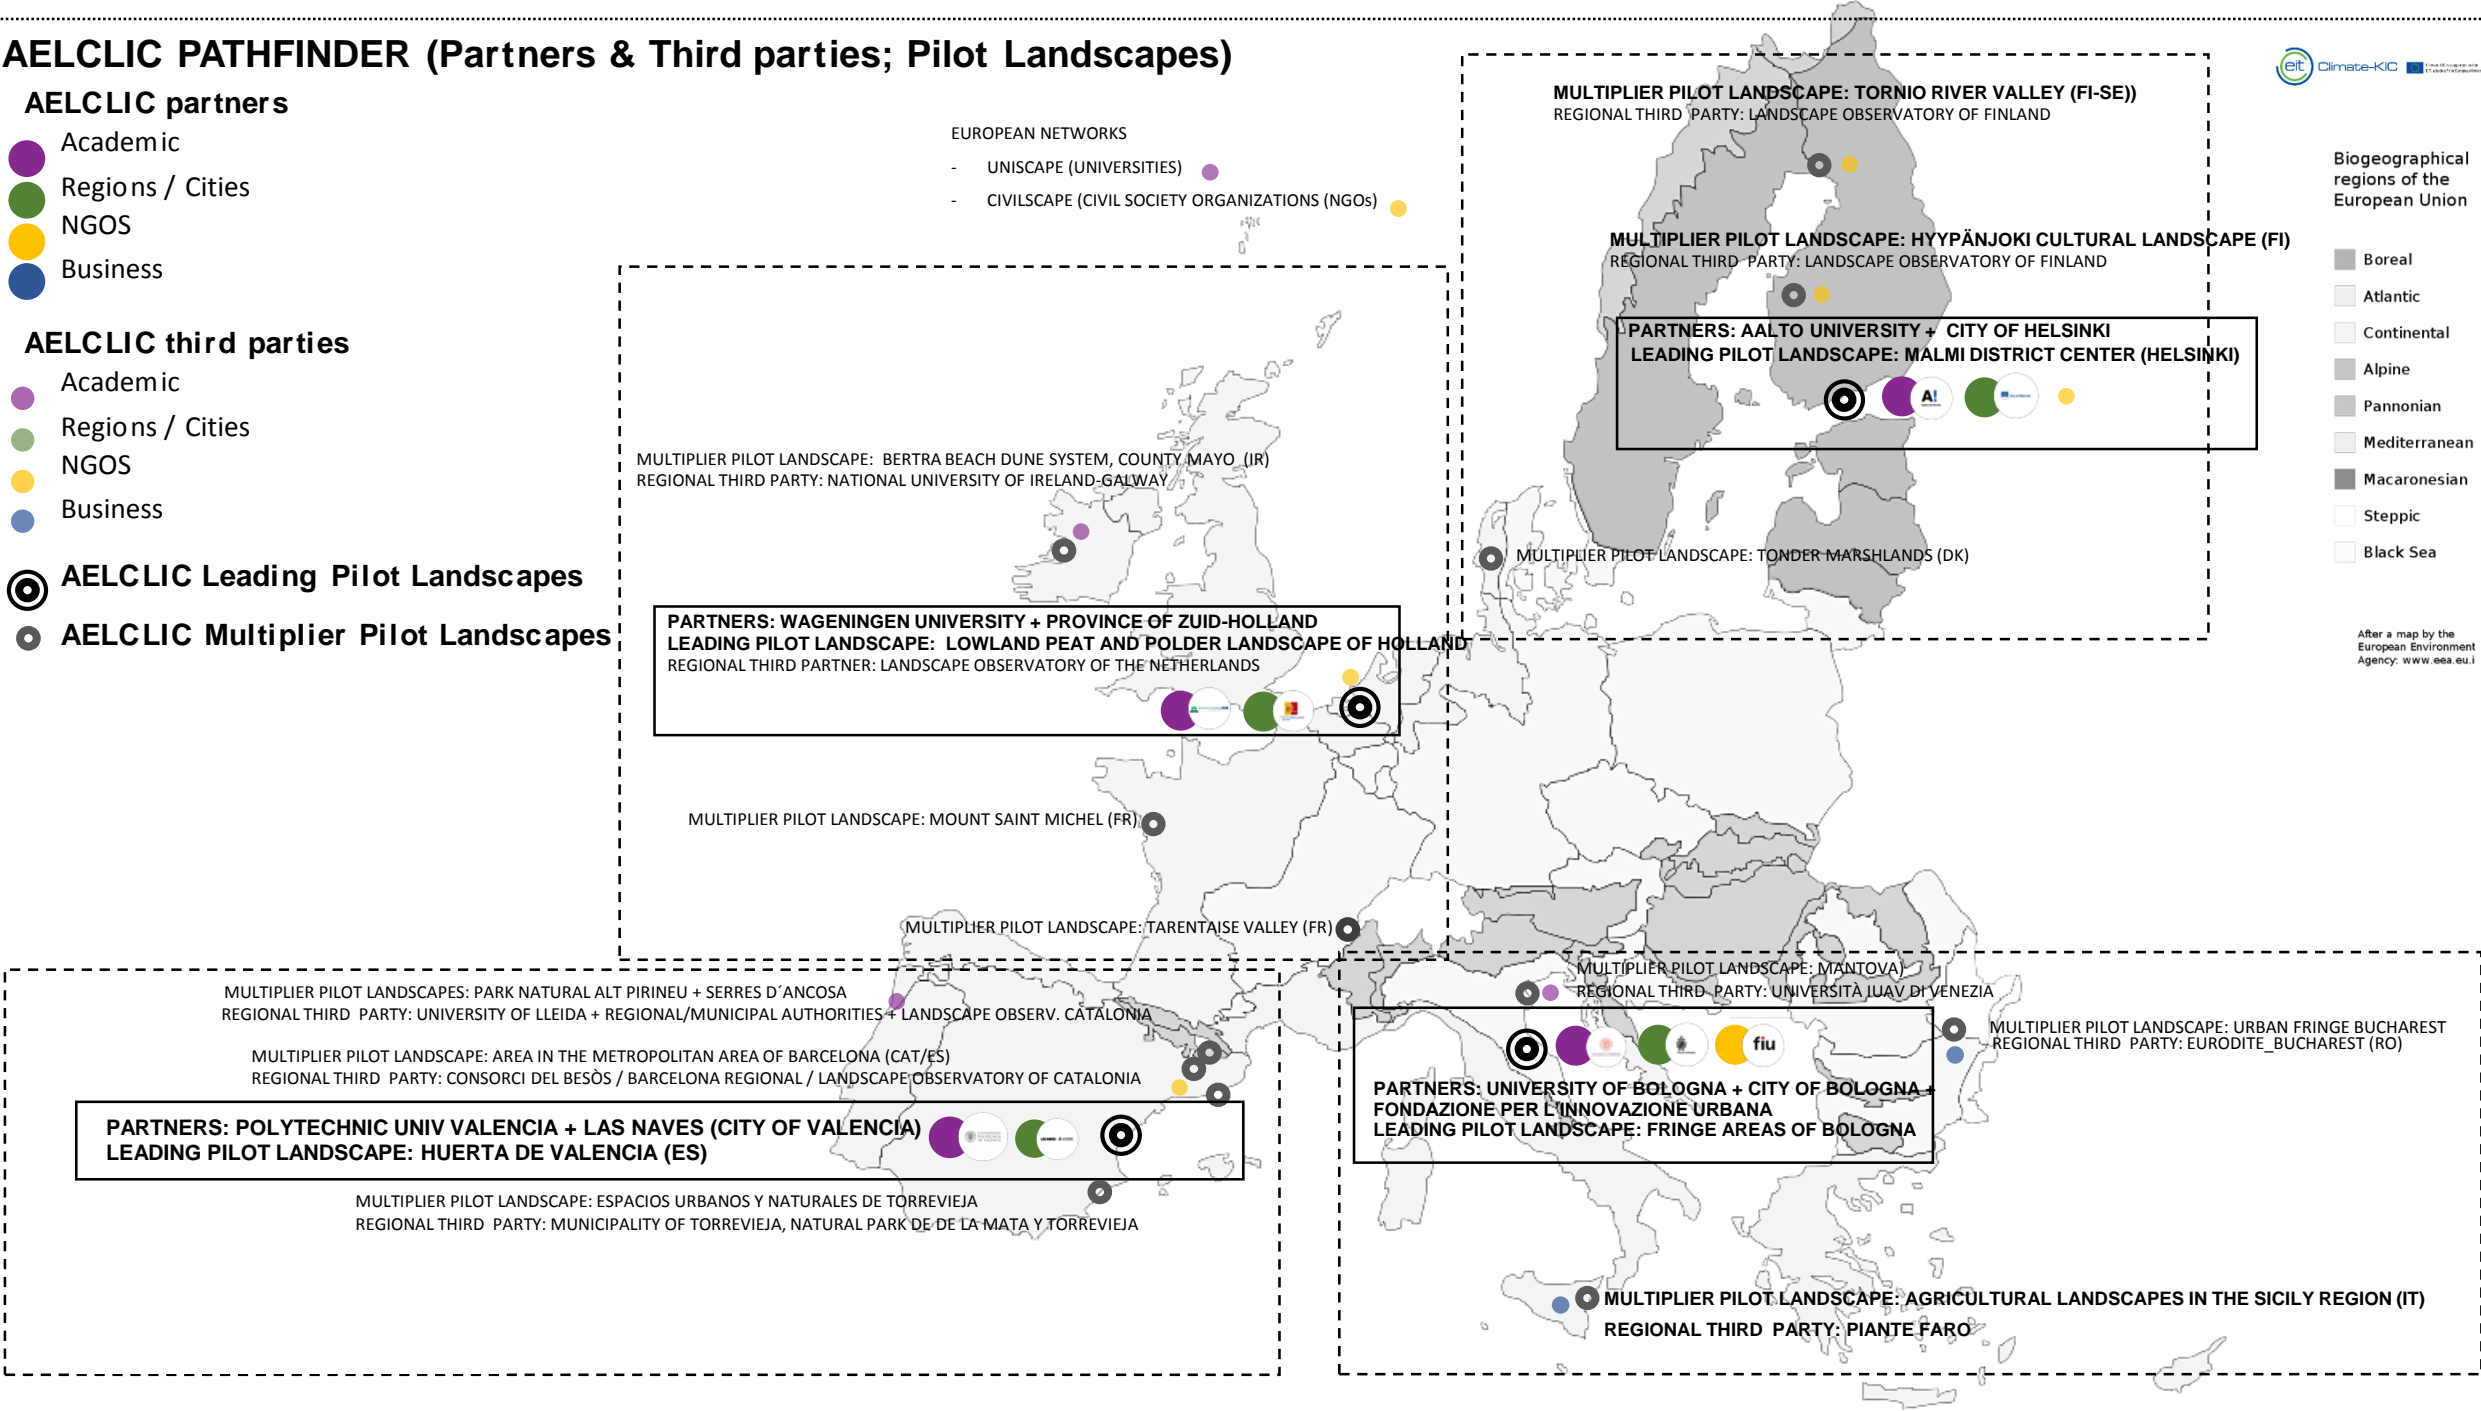 AELCLIC PATHFINDER (Partners & Third parties; Pilot Landscapes)
AELCLIC partners
Academic
Regions / Cities
NGOS
Business
AELCLIC third parties
Academic
Regions / Cities
NGOS
Business
AELCLIC Leading Pilot Landscapes
AELCLIC Multiplier Pilot Landscapes
EUROPEAN NETWORKS
- UNISCAPE (UNIVERSITIES)
- CIVILSCAPE (CIVIL SOCIETY ORGANIZATIONS (NGOs)
MULTIPLIER PILOT LANDSCAPE: TORNIO RIVER VALLEY (FI-SE))
REGIONAL THIRD PARTY: LANDSCAPE OBSERVATORY OF FINLAND
MULTIPLIER PILOT LANDSCAPE: HYYPÄNJOKI CULTURAL LANDSCAPE (FI)
REGIONAL THIRD PARTY: LANDSCAPE OBSERVATORY OF FINLAND
PARTNERS: AALTO UNIVERSITY + CITY OF HELSINKI
LEADING PILOT LANDSCAPE: MALMI DISTRICT CENTER (HELSINKI)
A!
MULTIPLIER PILOT LANDSCAPE: TONDER MARSHLANDS (DK)
eit Climate-KIC
Biogeographical
regions of the
European Union
Boreal
Atlantic
Continental
Alpine
Pannonian
Mediterranean
Macaronesian
Steppic
Black Sea
After a map by the
European Environment
Agency: www.eea.eu.i
MULTIPLIER PILOT LANDSCAPE: BERTRA BEACH DUNE SYSTEM, COUNTY MAYO (IR)
REGIONAL THIRD PARTY: NATIONAL UNIVERSITY OF IRELAND-GALWAY
PARTNERS: WAGENINGEN UNIVERSITY + PROVINCE OF ZUID-HOLLAND
LEADING PILOT LANDSCAPE: LOWLAND PEAT AND POLDER LANDSCAPE OF HOLLAND
REGIONAL THIRD PARTNER: LANDSCAPE OBSERVATORY OF THE NETHERLANDS
MULTIPLIER PILOT LANDSCAPE: MOUNT SAINT MICHEL (FR)
MULTIPLIER PILOT LANDSCAPE: TARENTAISE VALLEY (FR)
MULTIPLIER PILOT LANDSCAPES: PARK NATURAL ALT PIRINEU + SERRES D´ANCOSA
REGIONAL THIRD PARTY: UNIVERSITY OF LLEIDA + REGIONAL/MUNICIPAL AUTHORITIES + LANDSCAPE OBSERV. CATALONIA
MULTIPLIER PILOT LANDSCAPE: AREA IN THE METROPOLITAN AREA OF BARCELONA (CAT/ES)
REGIONAL THIRD PARTY: CONSORCI DEL BESÒS / BARCELONA REGIONAL / LANDSCAPE OBSERVATORY OF CATALONIA
PARTNERS: POLYTECHNIC UNIV VALENCIA + LAS NAVES (CITY OF VALENCIA)
LEADING PILOT LANDSCAPE: HUERTA DE VALENCIA (ES)
MULTIPLIER PILOT LANDSCAPE: ESPACIOS URBANOS Y NATURALES DE TORREVIEJA
REGIONAL THIRD PARTY: MUNICIPALITY OF TORREVIEJA, NATURAL PARK DE DE LA MATA Y TORREVIEJA
MULTIPLIER PILOT LANDSCAPE: MANTOVA)
REGIONAL THIRD PARTY: UNIVERSITÀ IUAV DI VENEZIA
fiu
PARTNERS: UNIVERSITY OF BOLOGNA + CITY OF BOLOGNA +
FONDAZIONE PER L'INNOVAZIONE URBANA
LEADING PILOT LANDSCAPE: FRINGE AREAS OF BOLOGNA
MULTIPLIER PILOT LANDSCAPE: URBAN FRINGE BUCHAREST
REGIONAL THIRD PARTY: EURODITE_BUCHAREST (RO)
MULTIPLIER PILOT LANDSCAPE: AGRICULTURAL LANDSCAPES IN THE SICILY REGION (IT)
REGIONAL THIRD PARTY: PIANTE FARO